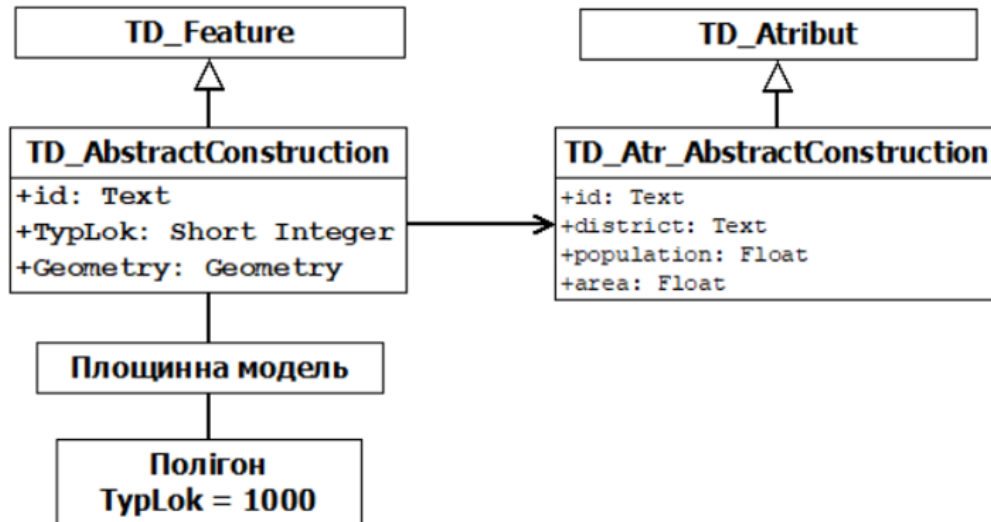 TD_Feature
TD_Atribut
TD_AbstractConstruction
+id: Text
+TypLok: Short Integer
+Geometry: Geometry
TD_Atr_AbstractConstruction
+id: Text
+district: Text
+population: Float
+area: Float
Площинна модель
Полігон
TypLok = 1000